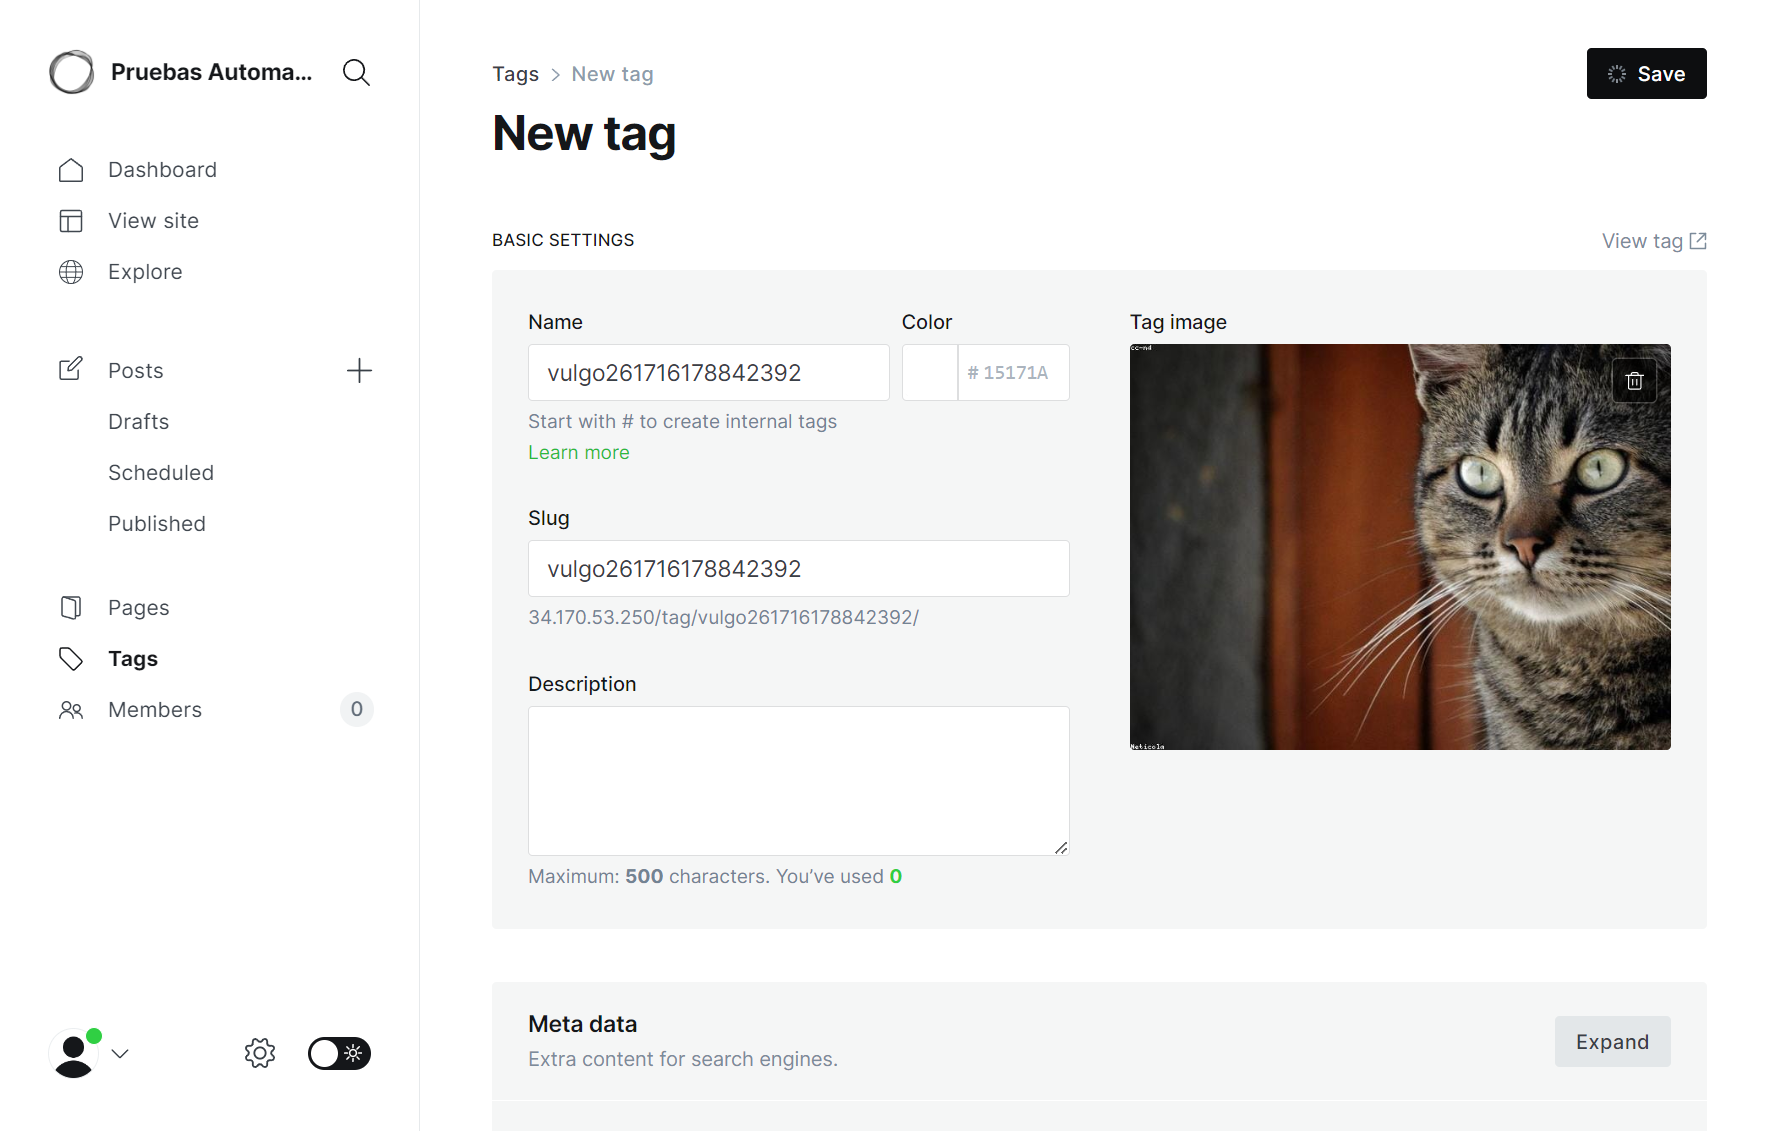 Pruebas Automa...
Dashboard
View site
Explore
Posts
Drafts
Scheduled
Published
Pages
Tags
Members
0
Tags > New tag
Save
New tag
BASIC SETTINGS
View tag
Name
vulgo261716178842392
Start with # to create internal tags
Learn more
Color
# 15171A
Slug
vulgo261716178842392
34.170.53.250/tag/vulgo261716178842392/
Description
Maximum: 500 characters. You’ve used 0
Tag image
cc-nd
Neticola
Meta data
Extra content for search engines.
Expand